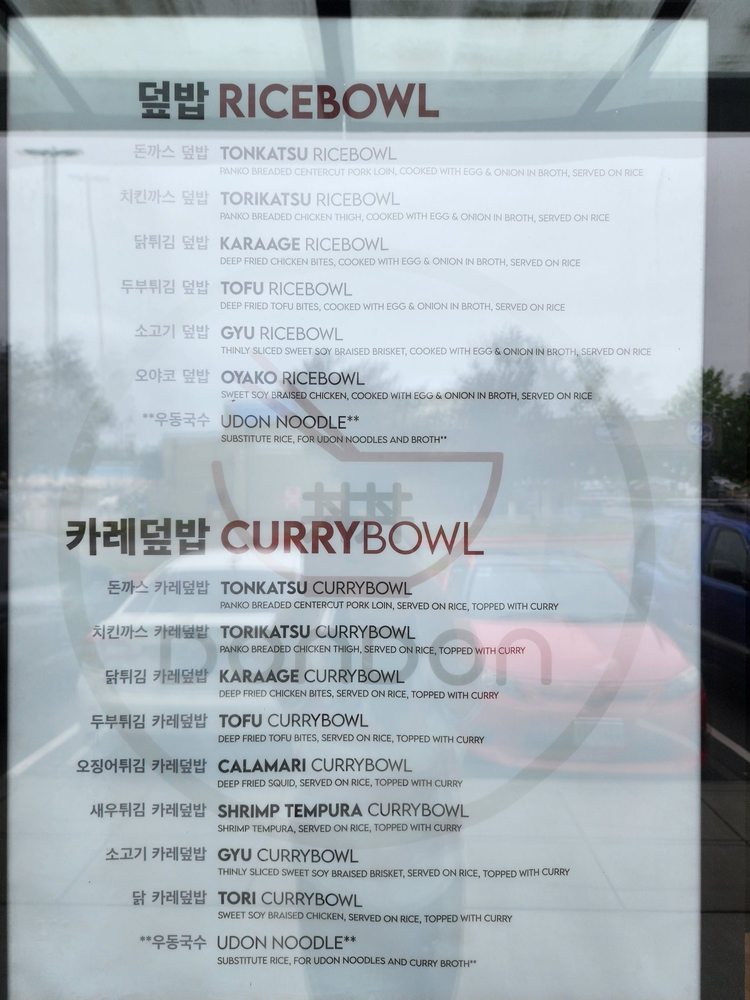 덮밥 RICEBOWL
돈까스 덮밥 TONKATSU RICEBOWL
PANKO BREADED CENTERCUT PORK LOIN, COOKED WITH EGG & ONION IN BROTH, SERVED ON RICE
치킨까스 덮밥 TORIKATSU RICEBOWL
PANKO BREADED CHICKEN THIGH, COOKED WITH EGG & ONION IN BROTH, SERVED ON RICE
닭튀김 덮밥 KARAAGE RICEBOWL
DEEP FRIED CHICKEN BITES, COOKED WITH EGG & ONION IN BROTH, SERVED ON RICE
두부튀김 덮밥 TOFU RICEBOWL
DEEP FRIED TOFU BITES, COOKED WITH EGG & ONION IN BROTH, SERVED ON RICE
소고기 덮밥 GYU RICEBOWL
THINLY SLICED SWEET SOY BRAISED BRISKET, COOKED WITH EGG & ONION IN BROTH, SERVED ON RICE
오야코 덮밥 OYAKO RICEBOWL
SWEET SOY BRAISED CHICKEN, COOKED WITH EGG & ONION IN BROTH, SERVED ON RICE
**우동국수 UDON NOODLE**
SUBSTITUTE RICE, FOR UDON NOODLES AND BROTH**
카레덮밥 CURRYBOWL
돈까스 카레덮밥 TONKATSU CURRYBOWL
PANKO BREADED CENTERCUT PORK LOIN, SERVED ON RICE, TOPPED WITH CURRY
치킨까스 카레덮밥 TORIKATSU CURRYBOWL
PANKO BREADED CHICKEN THIGH, SERVED ON RICE, TOPPED WITH CURRY
닭튀김 카레덮밥 KARAAGE CURRYBOWL
DEEP FRIED CHICKEN BITES, SERVED ON RICE, TOPPED WITH CURRY
두부튀김 카레덮밥 TOFU CURRYBOWL
DEEP FRIED TOFU BITES, SERVED ON RICE, TOPPED WITH CURRY
오징어튀김 카레덮밥 CALAMARI CURRYBOWL
DEEP FRIED SQUID, SERVED ON RICE, TOPPED WITH CURRY
새우튀김 카레덮밥 SHRIMP TEMPURA CURRYBOWL
SHRIMP TEMPURA, SERVED ON RICE, TOPPED WITH CURRY
소고기 카레덮밥 GYU CURRYBOWL
THINLY SLICED SWEET SOY BRAISED BRISKET, SERVED ON RICE, TOPPED WITH CURRY
닭 카레덮밥 TORI CURRYBOWL
SWEET SOY BRAISED CHICKEN, SERVED ON RICE, TOPPED WITH CURRY
**우동국수 UDON NOODLE**
SUBSTITUTE RICE, FOR UDON NOODLES AND CURRY BROTH**